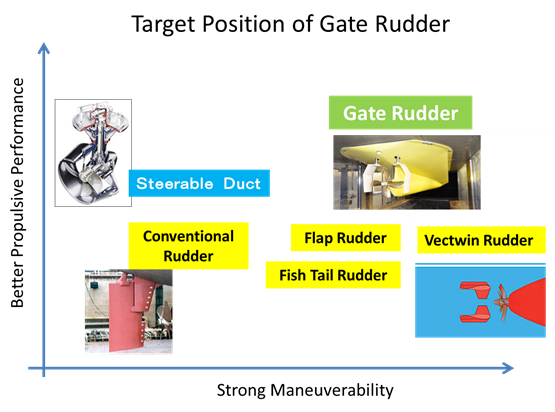 Target Position of Gate Rudder
Better Propulsive Performance
Gate Rudder
Steerable Duct
Conventional
Rudder
Flap Rudder
Vectwin Rudder
Fish Tail Rudder
Strong Maneuverability